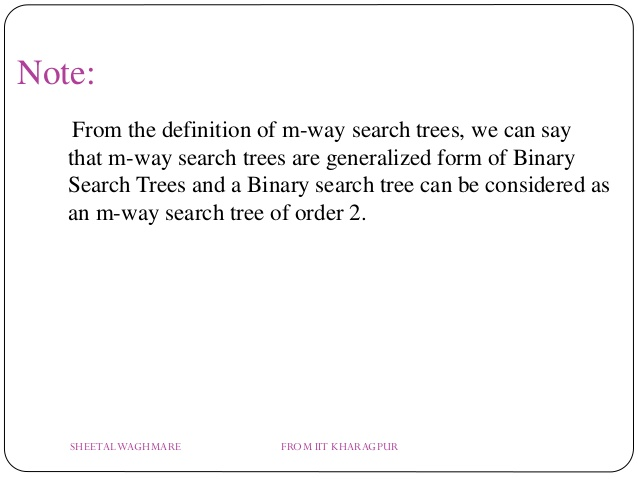 Note:
From the definition of m-way search trees, we can say
that m-way search trees are generalized form of Binary
Search Trees and a Binary search tree can be considered as
an m-way search tree of order 2.
SHEETAL WAGHMARE FROM IIT KHARAGPUR